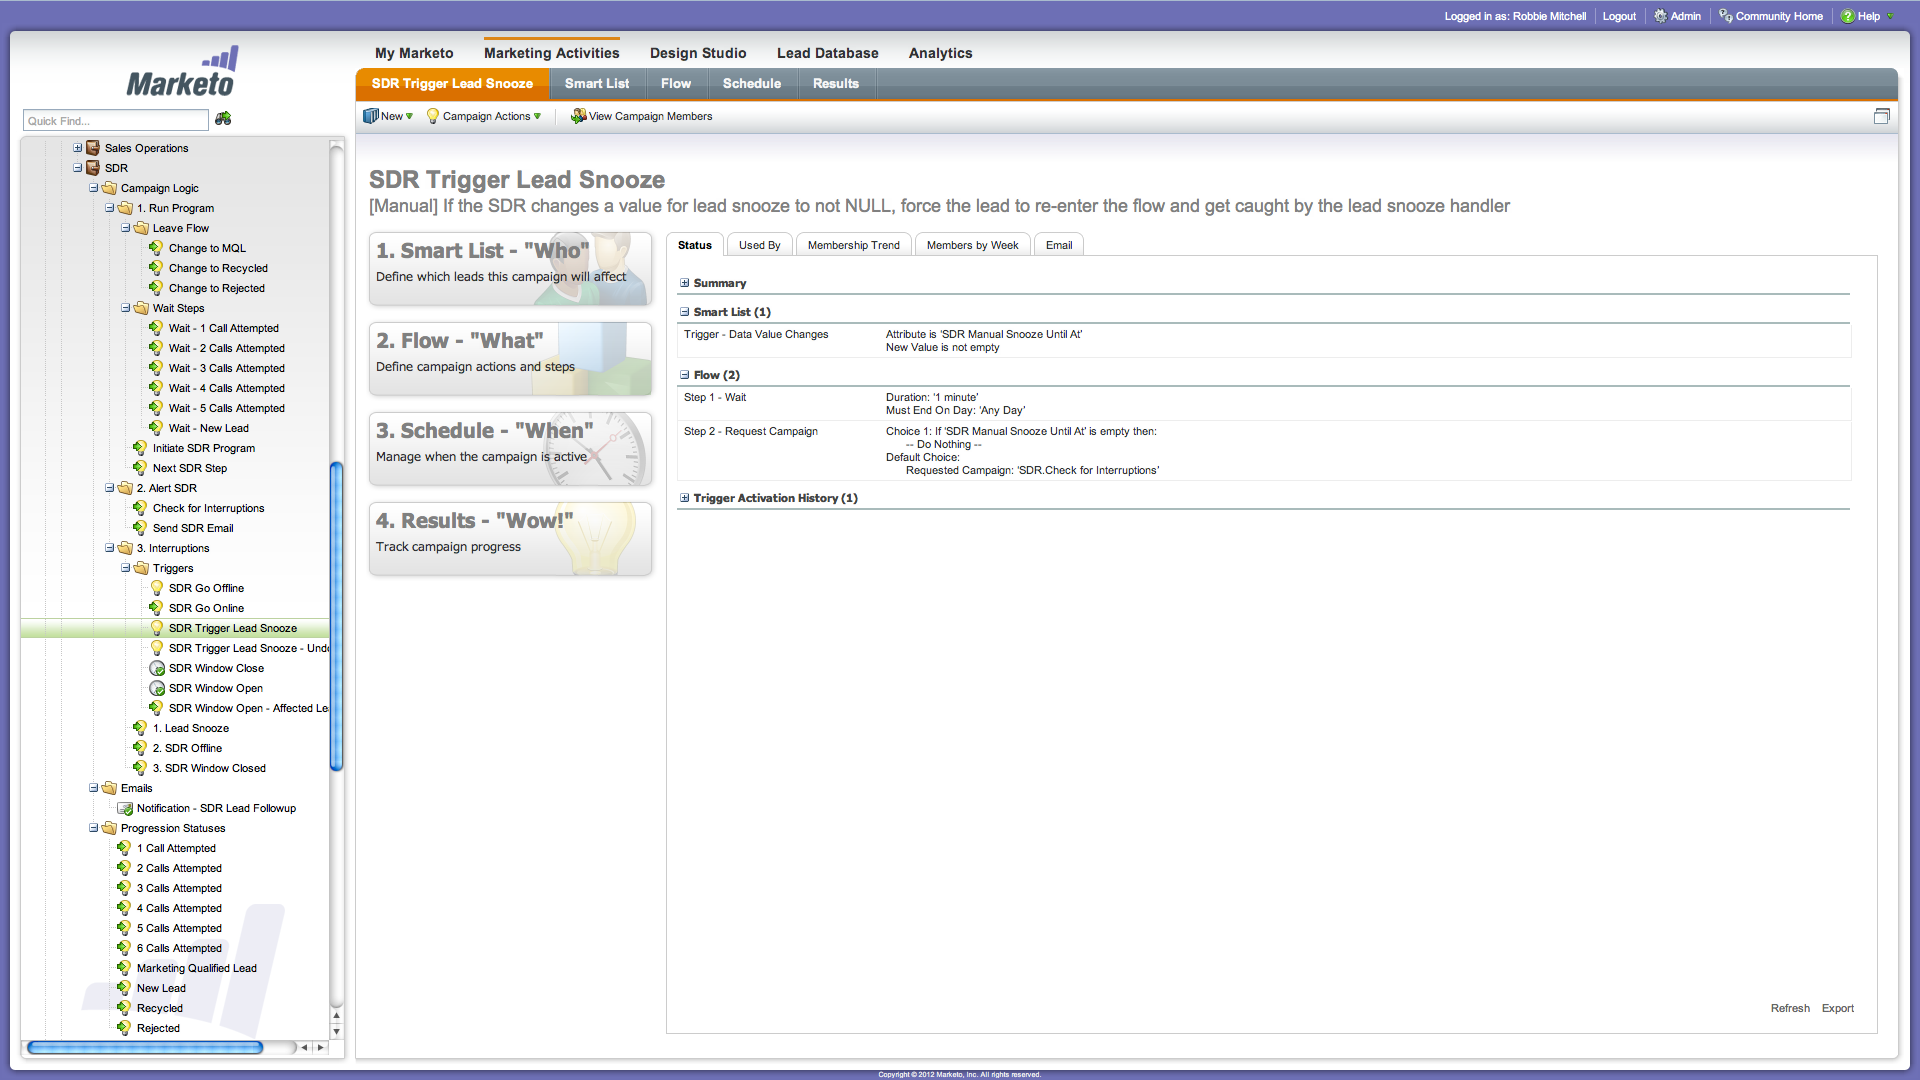 Logged in as: Robbie Mitchell
Logout
Admin
Community Home
Help
Marketo
My Marketo
Marketing Activities
Design Studio
Lead Database
Analytics
SDR Trigger Lead Snooze
Smart List
Flow
Schedule
Results
Quick Find...
New
Campaign Actions
View Campaign Members
Sales Operations
SDR
Campaign Logic
1. Run Program
Leave Flow
Change to MQL
Change to Recycled
Change to Rejected
Wait Steps
Wait - 1 Call Attempted
Wait - 2 Calls Attempted
Wait - 3 Calls Attempted
Wait - 4 Calls Attempted
Wait - 5 Calls Attempted
Wait - New Lead
Initiate SDR Program
Next SDR Step
2. Alert SDR
Check for Interruptions
Send SDR Email
3. Interruptions
Triggers
SDR Go Offline
SDR Go Online
SDR Trigger Lead Snooze
SDR Trigger Lead Snooze - Undo
SDR Window Close
SDR Window Open
SDR Window Open - Affected Le
1. Lead Snooze
2. SDR Offline
3. SDR Window Closed
Emails
Notification - SDR Lead Followup
Progression Statuses
1 Call Attempted
2 Calls Attempted
3 Calls Attempted
4 Calls Attempted
5 Calls Attempted
6 Calls Attempted
Marketing Qualified Lead
New Lead
Recycled
Rejected
SDR Trigger Lead Snooze
[Manual] If the SDR changes a value for lead snooze to not NULL, force the lead to re-enter the flow and get caught by the lead snooze handler
1. Smart List - "Who"
Define which leads this campaign will affect
2. Flow - "What"
Define campaign actions and steps
3. Schedule - "When"
Manage when the campaign is active
4. Results - "Wow!"
Track campaign progress
Status
Used By
Membership Trend
Members by Week
Email
Summary
Smart List (1)
Trigger - Data Value Changes
Attribute is 'SDR Manual Snooze Until At'
New Value is not empty
Flow (2)
Step 1 - Wait
Duration: '1 minute'
Must End On Day: 'Any Day'
Step 2 - Request Campaign
Choice 1: If 'SDR Manual Snooze Until At' is empty then:
-- Do Nothing --
Default Choice:
Requested Campaign: 'SDR.Check for Interruptions'
Trigger Activation History (1)
Refresh
Export
Copyright © 2012 Marketo, Inc. All rights reserved.